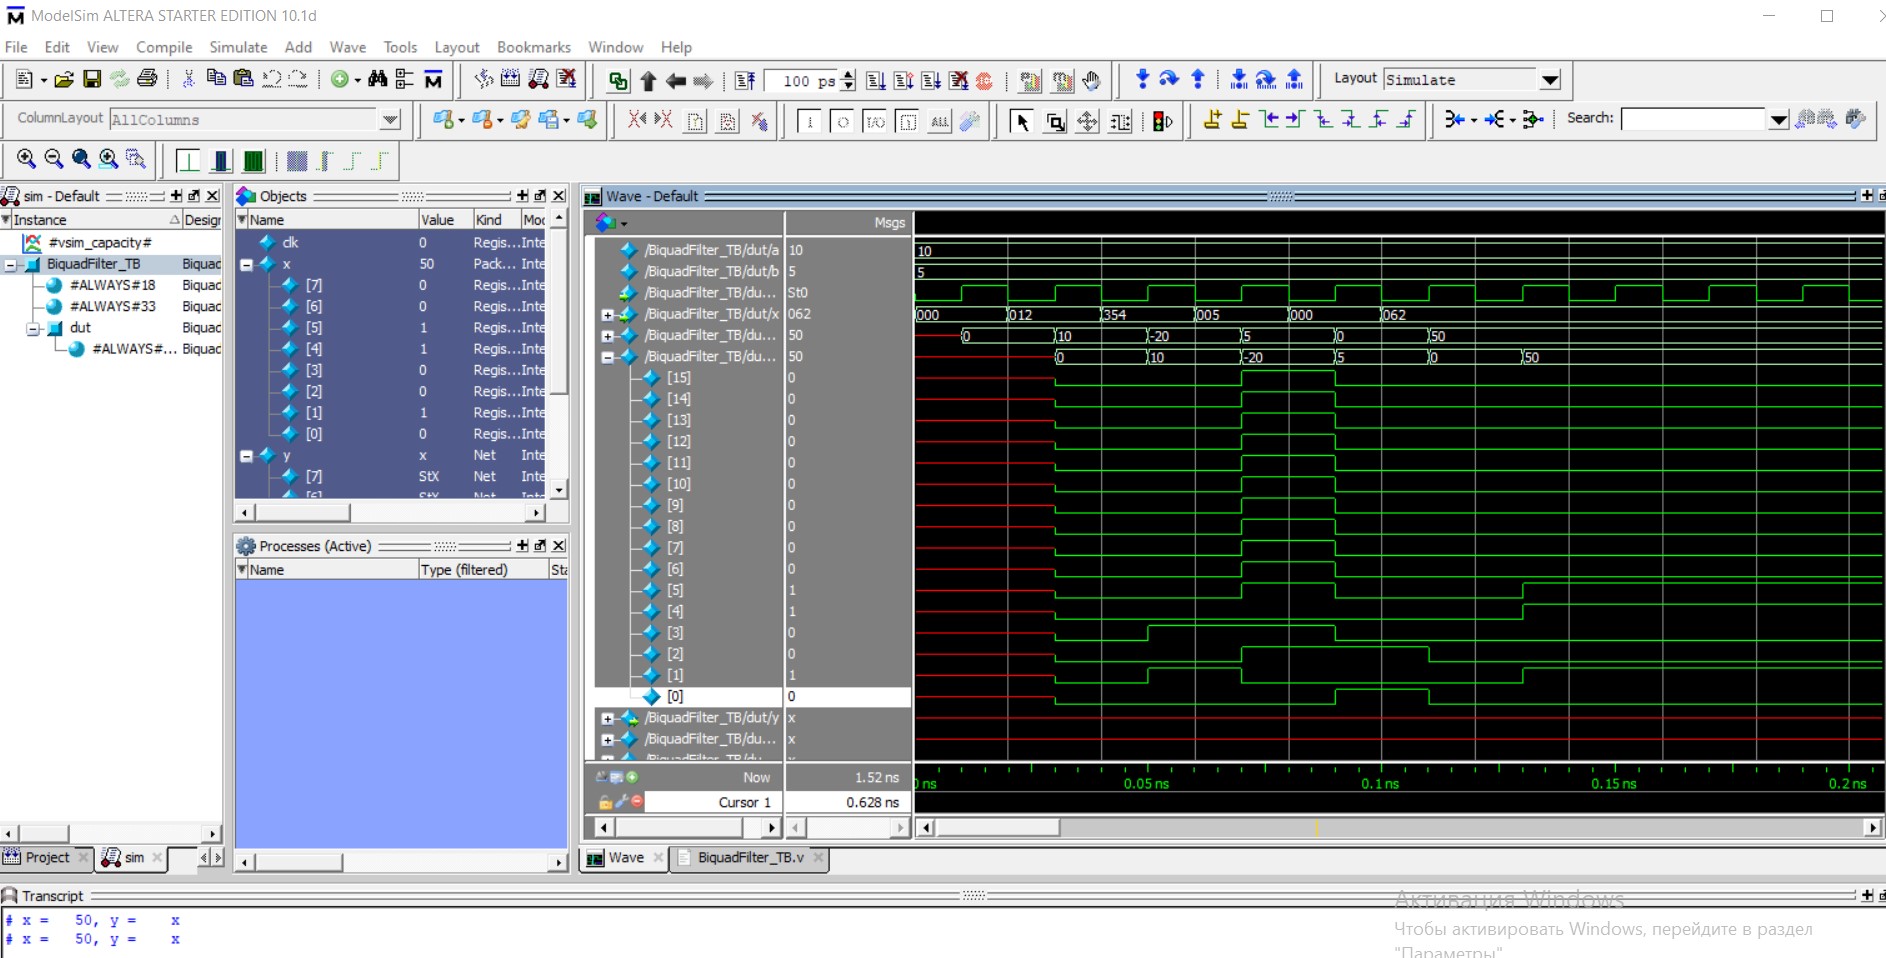 ModelSim ALTERA STARTER EDITION 10.1d
File Edit View Compile Simulate Add Wave Tools Layout Bookmarks Window Help
100 ps
Layout Simulate
ColumnLayout AllColumns
Search:
sim - Default
Instance Design
#vsim_capacity#
BiquadFilter_TB Biquad
#ALWAYS#18 Biquad
#ALWAYS#33 Biquad
dut Biquad
#ALWAYS#... Biquad
Project
sim
Objects
Name Value Kind Moc
clk 0 Regis... Inte
x 50 Pack... Inte
[7] 0 Regis... Inte
[6] 0 Regis... Inte
[5] 1 Regis... Inte
[4] 1 Regis... Inte
[3] 0 Regis... Inte
[2] 0 Regis... Inte
[1] 1 Regis... Inte
[0] 0 Regis... Inte
y x Net Inte
[7] StX Net Inte
[6] StX Net Inte
Processes (Active)
Name Type (filtered) Sta
Wave - Default
Msgs
/BiquadFilter_TB/dut/a 10 10
/BiquadFilter_TB/dut/b 5 5
/BiquadFilter_TB/du... St0
/BiquadFilter_TB/dut/x 062 000 012 354 005 000 062
/BiquadFilter_TB/du... 50 0 10 -20 5 0 50
/BiquadFilter_TB/du... 50 0 10 -20 5 0 50
[15] 0
[14] 0
[13] 0
[12] 0
[11] 0
[10] 0
[9] 0
[8] 0
[7] 0
[6] 0
[5] 1
[4] 1
[3] 0
[2] 0
[1] 1
[0] 0
/BiquadFilter_TB/dut/y x
/BiquadFilter_TB/du... x
Now 1.52 ns
Cursor 1 0.628 ns
ns 0.05 ns 0.1 ns 0.15 ns 0.2 ns
Wave
BiquadFilter_TB.v
Transcript
# x = 50, y = x
# x = 50, y = x
Активация Windows
Чтобы активировать Windows, перейдите в раздел
"Параметры"